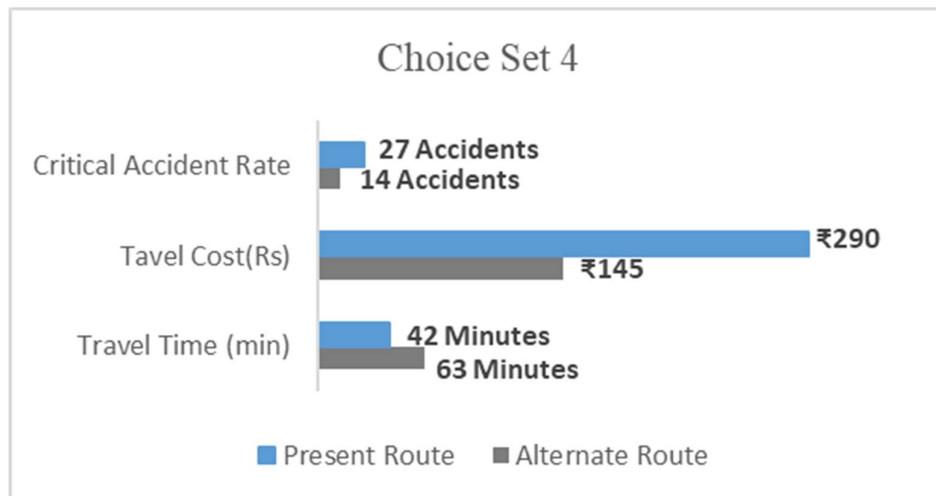 Choice Set 4
Critical Accident Rate
27 Accidents
14 Accidents
Tavel Cost(Rs)
₹290
₹145
Travel Time (min)
42 Minutes
63 Minutes
Present Route
Alternate Route